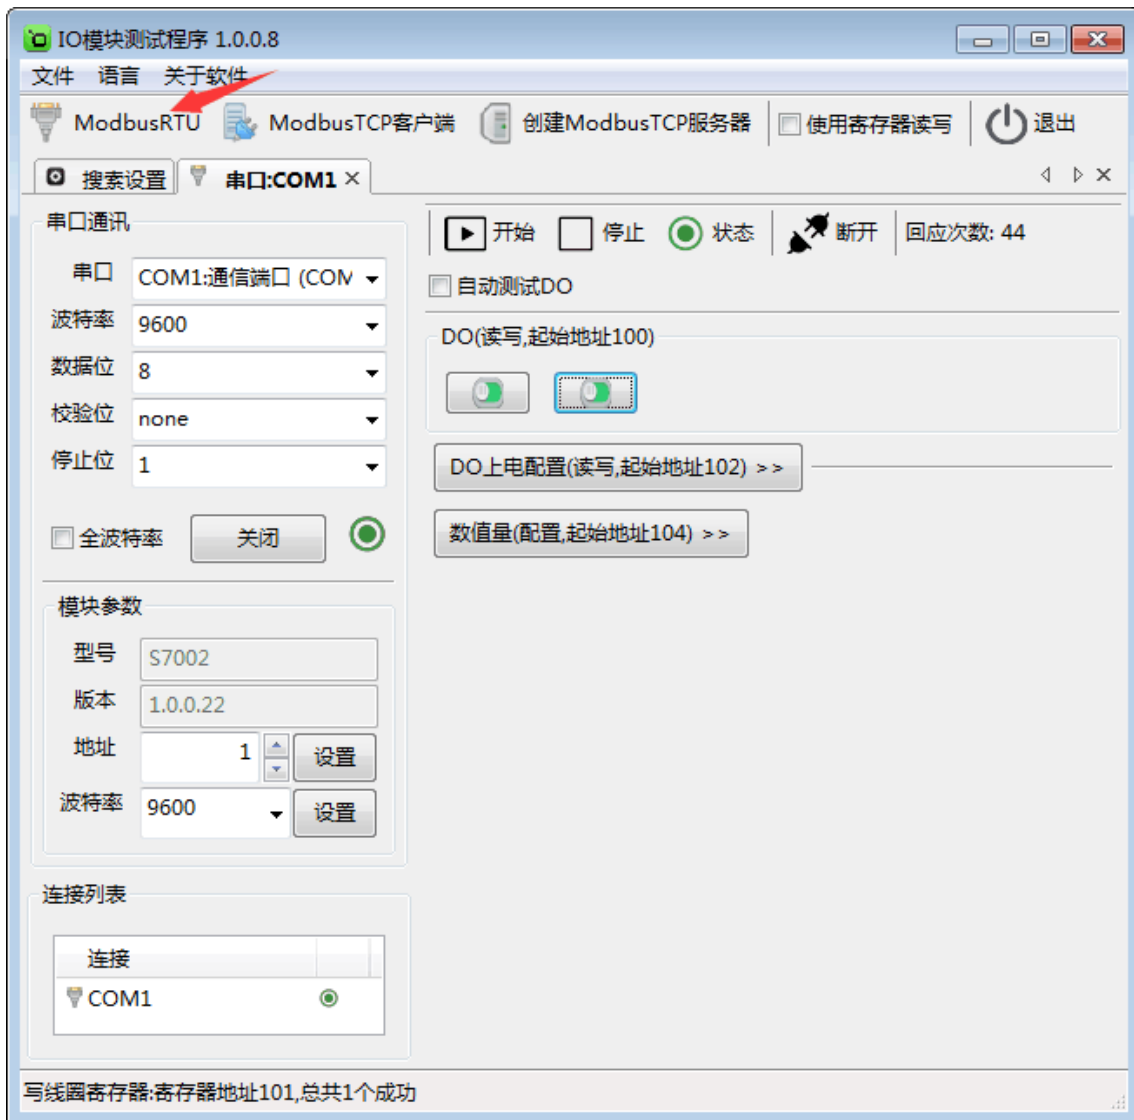 IO模块测试程序 1.0.0.8
文件 语言 关于软件
ModbusRTU ModbusTCP客户端 创建ModbusTCP服务器 使用寄存器读写 退出
搜索设置 串口:COM1
串口通讯
串口 COM1:通信端口 (COM
波特率 9600
数据位 8
校验位 none
停止位 1
全波特率 关闭
模块参数
型号 S7002
版本 1.0.0.22
地址 1 设置
波特率 9600 设置
连接列表
连接
COM1
开始 停止 状态 断开 回应次数: 44
自动测试DO
DO(读写,起始地址100)
DO上电配置(读写,起始地址102) >>
数值量(配置,起始地址104) >>
写线圈寄存器:寄存器地址101,总共1个成功